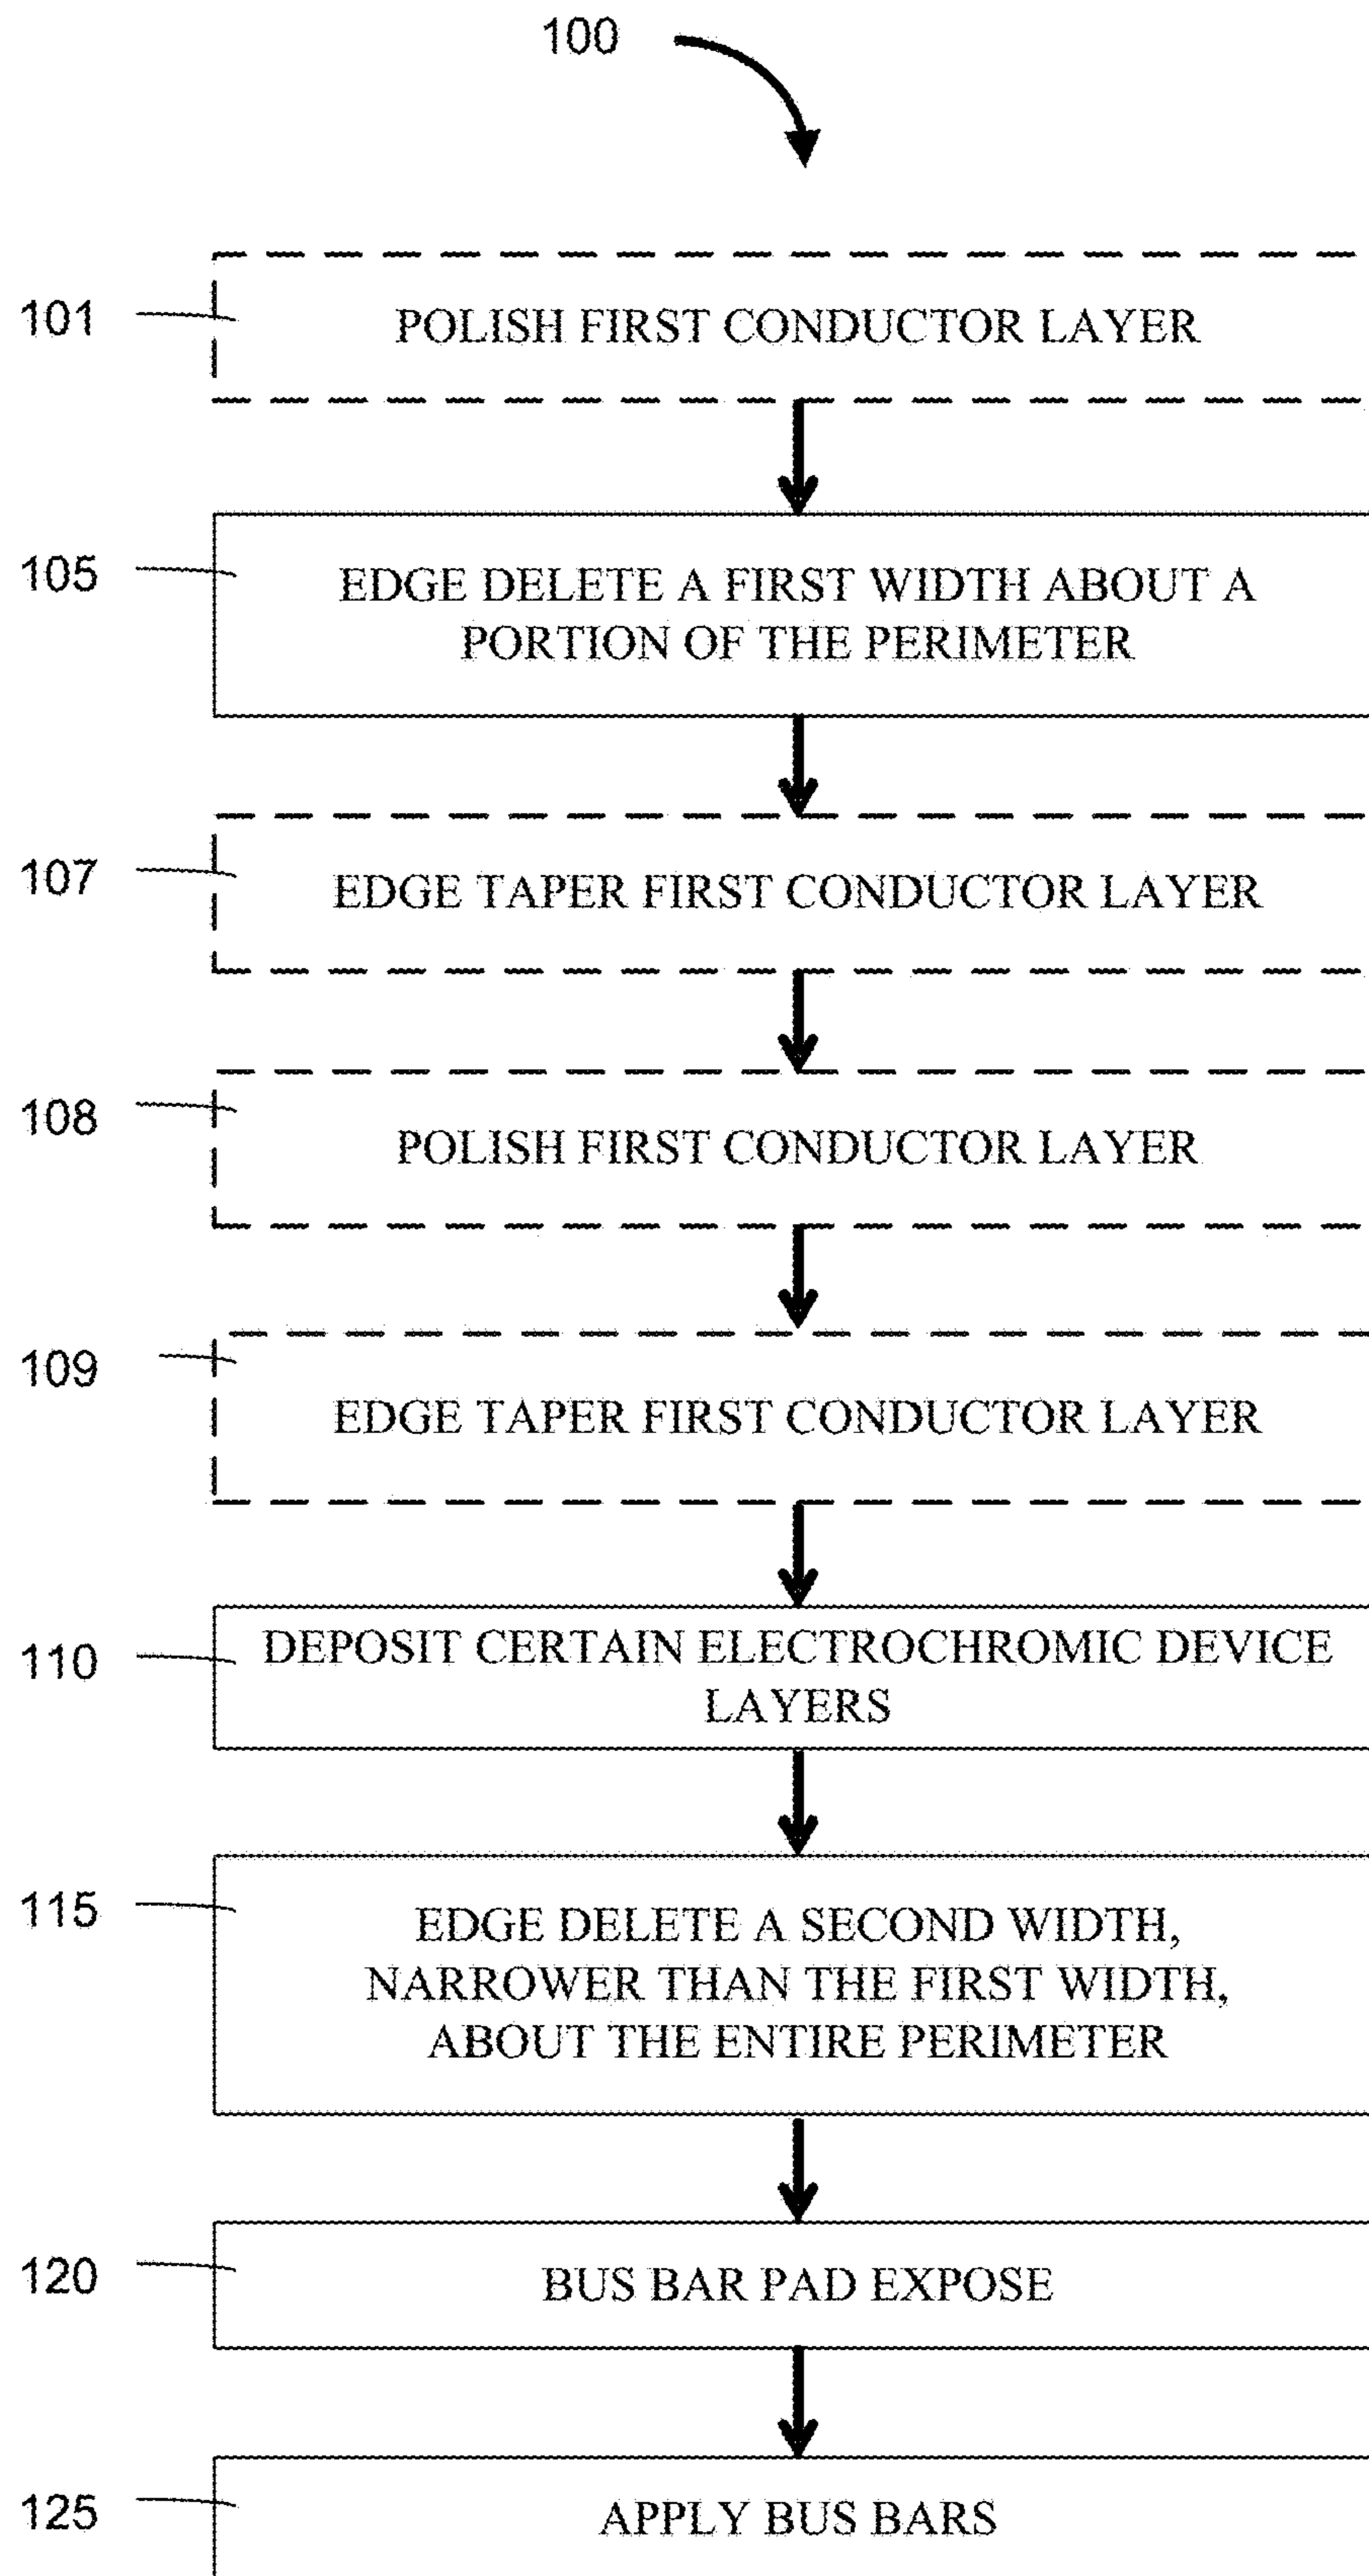 100
101
POLISH FIRST CONDUCTOR LAYER
105
EDGE DELETE A FIRST WIDTH ABOUT A
PORTION OF THE PERIMETER
107
EDGE TAPER FIRST CONDUCTOR LAYER
108
POLISH FIRST CONDUCTOR LAYER
109
EDGE TAPER FIRST CONDUCTOR LAYER
110
DEPOSIT CERTAIN ELECTROCHROMIC DEVICE
LAYERS
115
EDGE DELETE A SECOND WIDTH,
NARROWER THAN THE FIRST WIDTH,
ABOUT THE ENTIRE PERIMETER
120
BUS BAR PAD EXPOSE
125
APPLY BUS BARS